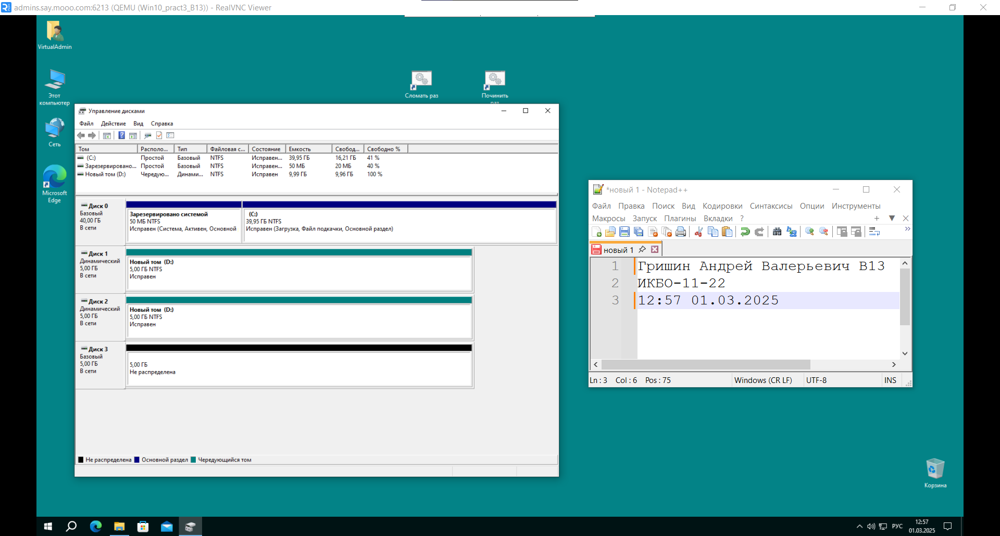 admins.say.mooo.com:6213 (QEMU (Win10_pract3_B13)) - RealVNC Viewer
VirtualAdmin
Этот
компьютер
Сеть
Microsoft
Edge
Сломать раз
Починить
раз
Управление дисками
Файл Действие Вид Справка
Том Располо... Тип Файловая с... Состояние Емкость Свобод... Свободно %
(C:) Простой Базовый NTFS Исправен... 39,95 ГБ 16,21 ГБ 41 %
Зарезервировано... Простой Базовый NTFS Исправен... 50 МБ 20 МБ 40 %
Новый том (D:) Чередую... Динами... NTFS Исправен 9,99 ГБ 9,96 ГБ 100 %
Диск 0
Базовый
40,00 ГБ
В сети
Зарезервировано системой
50 МБ NTFS
Исправен (Система, Активен, Основной
(C:)
39,95 ГБ NTFS
Исправен (Загрузка, Файл подкачки, Основной раздел)
Диск 1
Динамический
5,00 ГБ
В сети
Новый том (D:)
5,00 ГБ NTFS
Исправен
Диск 2
Динамический
5,00 ГБ
В сети
Новый том (D:)
5,00 ГБ NTFS
Исправен
Диск 3
Базовый
5,00 ГБ
В сети
5,00 ГБ
Не распределена
Не распределена Основной раздел Чередующийся том
*новый 1 - Notepad++
Файл Правка Поиск Вид Кодировки Синтаксисы Опции Инструменты
Макросы Запуск Плагины Вкладки ?
новый 1
1 Гришин Андрей Валерьевич B13
2 ИКБО-11-22
3 12:57 01.03.2025
Ln : 3 Col : 6 Pos : 75 Windows (CR LF) UTF-8 INS
Корзина
РУС
12:57
01.03.2025